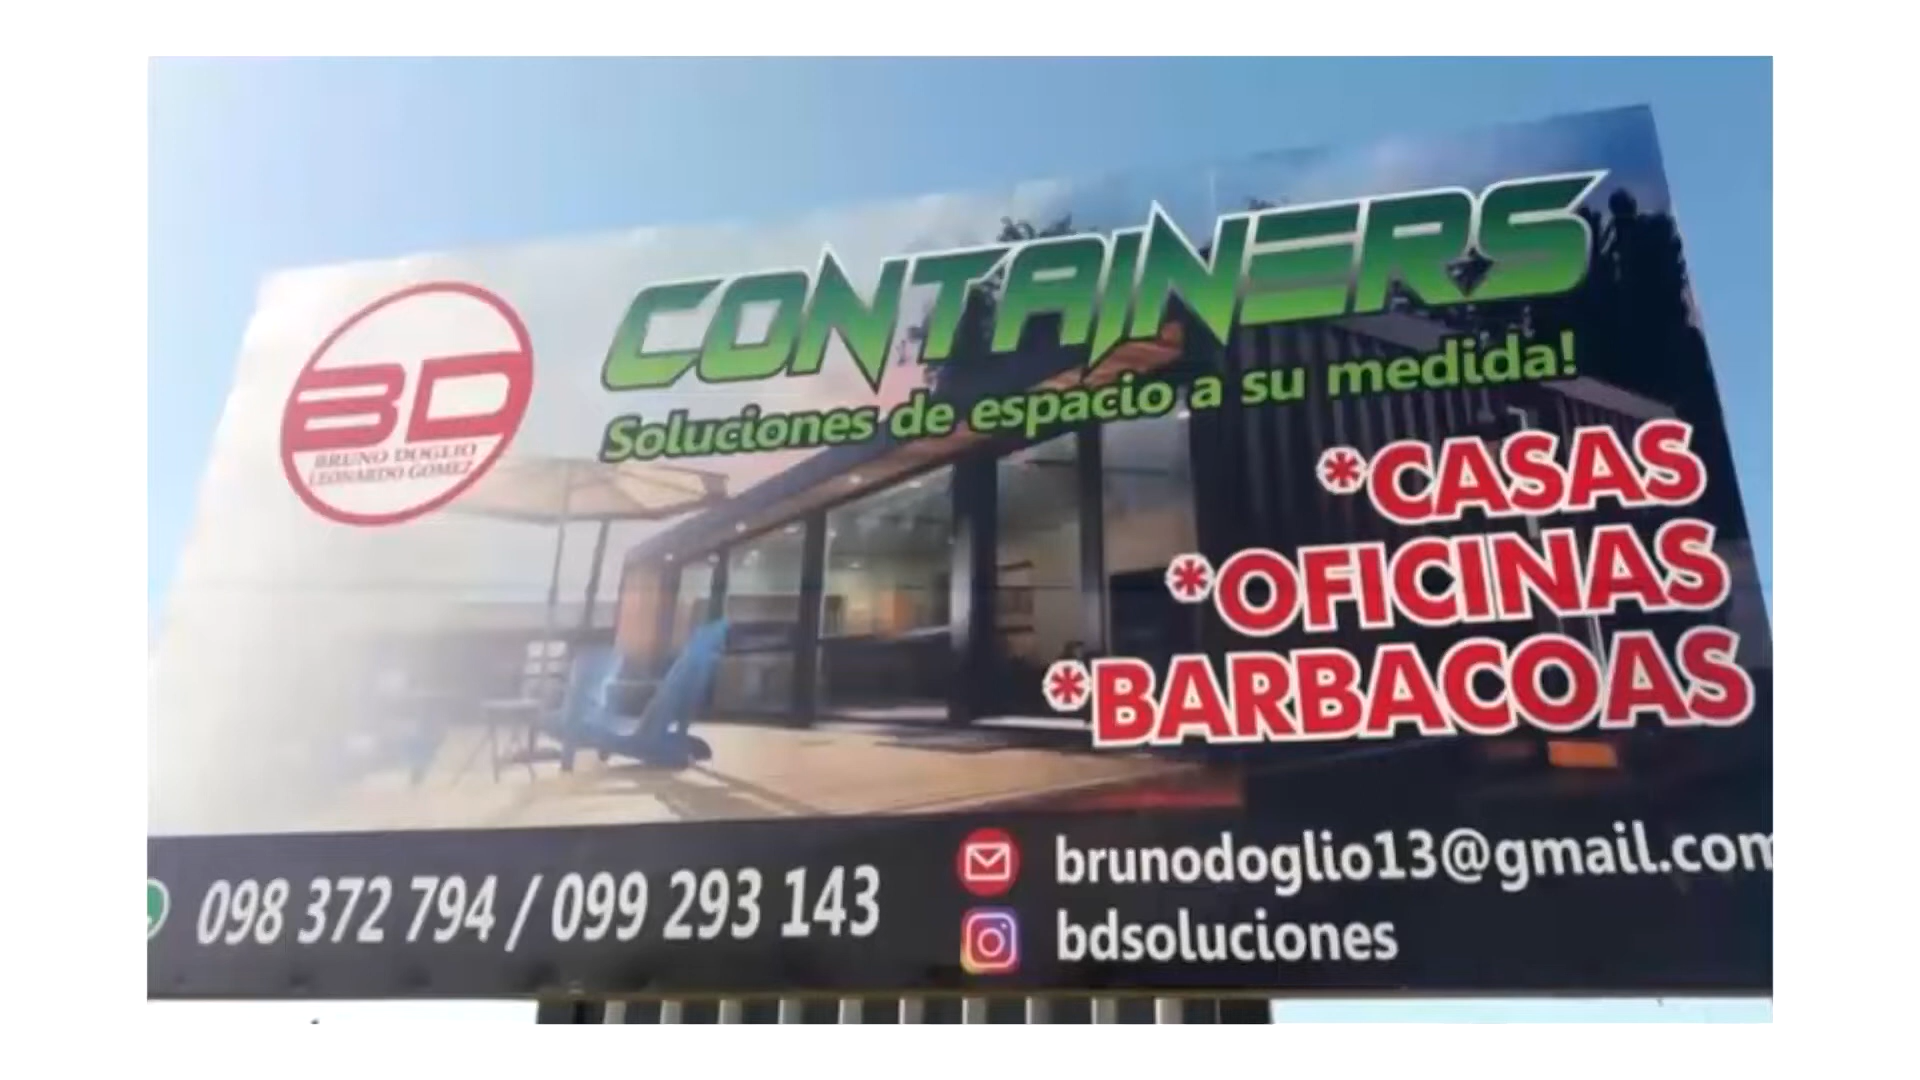 BD
BRUNO DOGLIO
LEONARDO GOMEZ
CONTAINERS
Soluciones de espacio a su medida!
*CASAS
*OFICINAS
*BARBACOAS
098 372 794 / 099 293 143
brunodoglio13@gmail.com
bdsoluciones